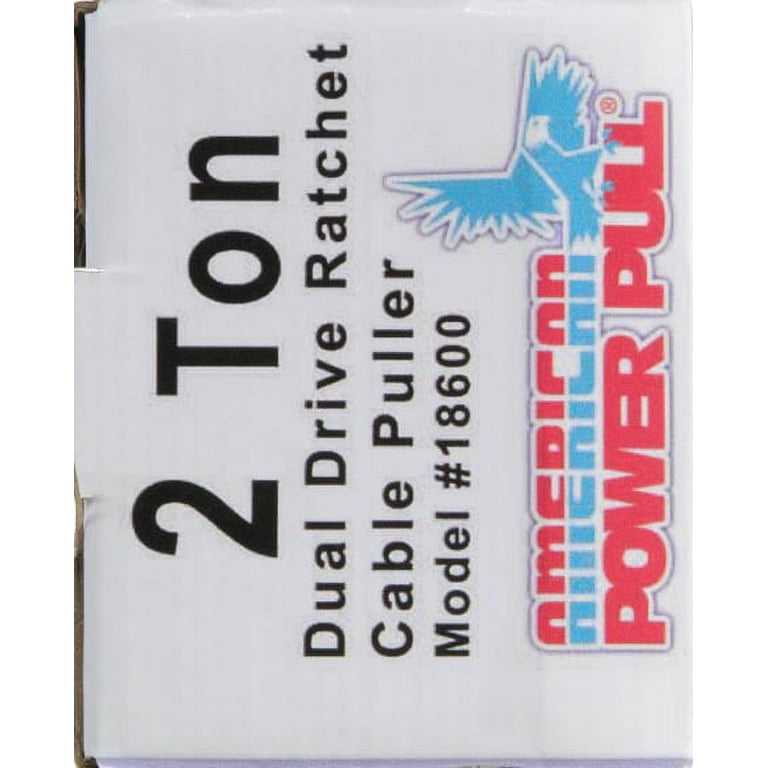 2 Ton
Dual Drive Ratchet
Cable Puller
Model #18600
AMERICAN
POWER PULL®